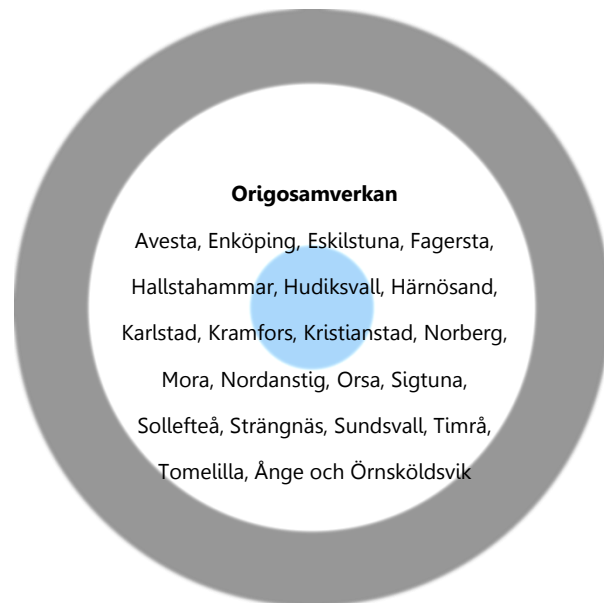 Origosamverkan
Avesta, Enköping, Eskilstuna, Fagersta,
Hallstahammar, Hudiksvall, Härnösand,
Karlstad, Kramfors, Kristianstad, Norberg,
Mora, Nordanstig, Orsa, Sigtuna,
Sollefteå, Strängnäs, Sundsvall, Timrå,
Tomelilla, Ånge och Örnsköldsvik